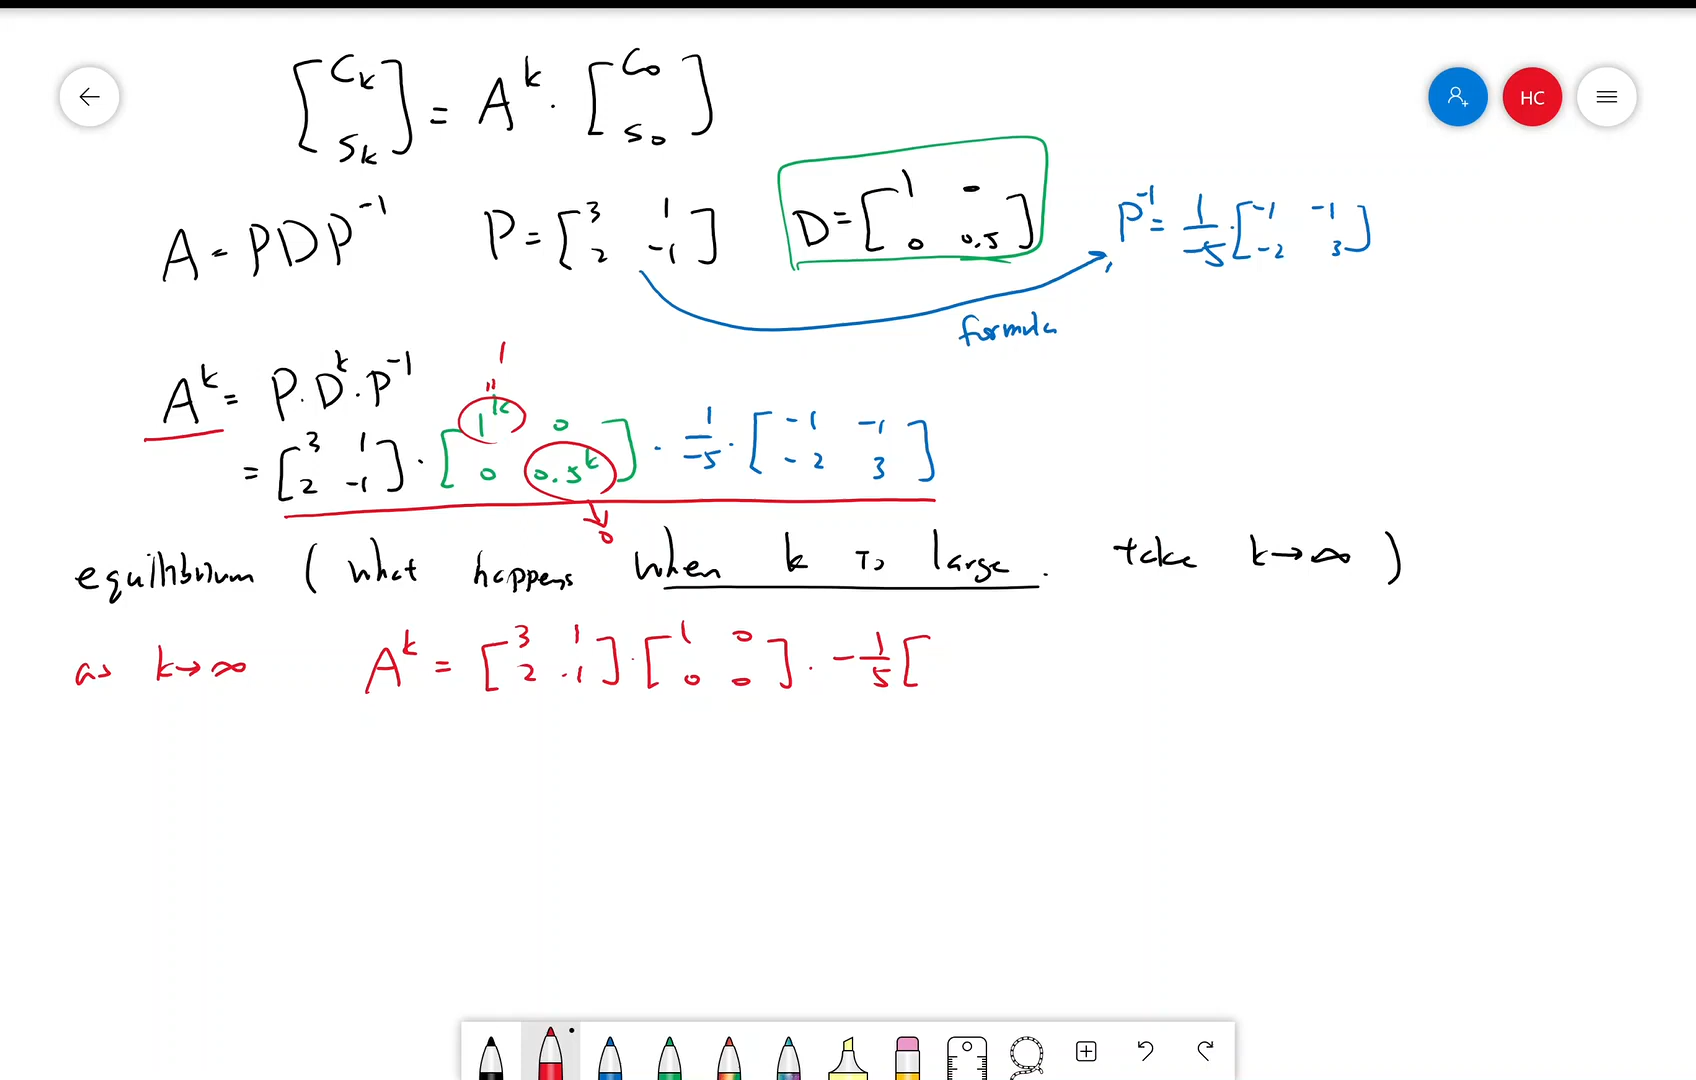 [Ck Sk] = A^k · [C0 S0]
A = PDP^-1   P = [3 1 2 -1]   D = [1 0 0 0.5]   P^-1 = 1/-5 · [-1 -1 -2 3]
formula
A^k = P · D^k · P^-1
1
"
= [3 1 2 -1] · [1^k 0 0 0.5^k] · 1/-5 · [-1 -1 -2 3]
0
equilibrium ( what happens when k is large. take k→∞ )
as k→∞   A^k = [3 1 2 -1] · [1 0 0 0] · -1/5 [
HC